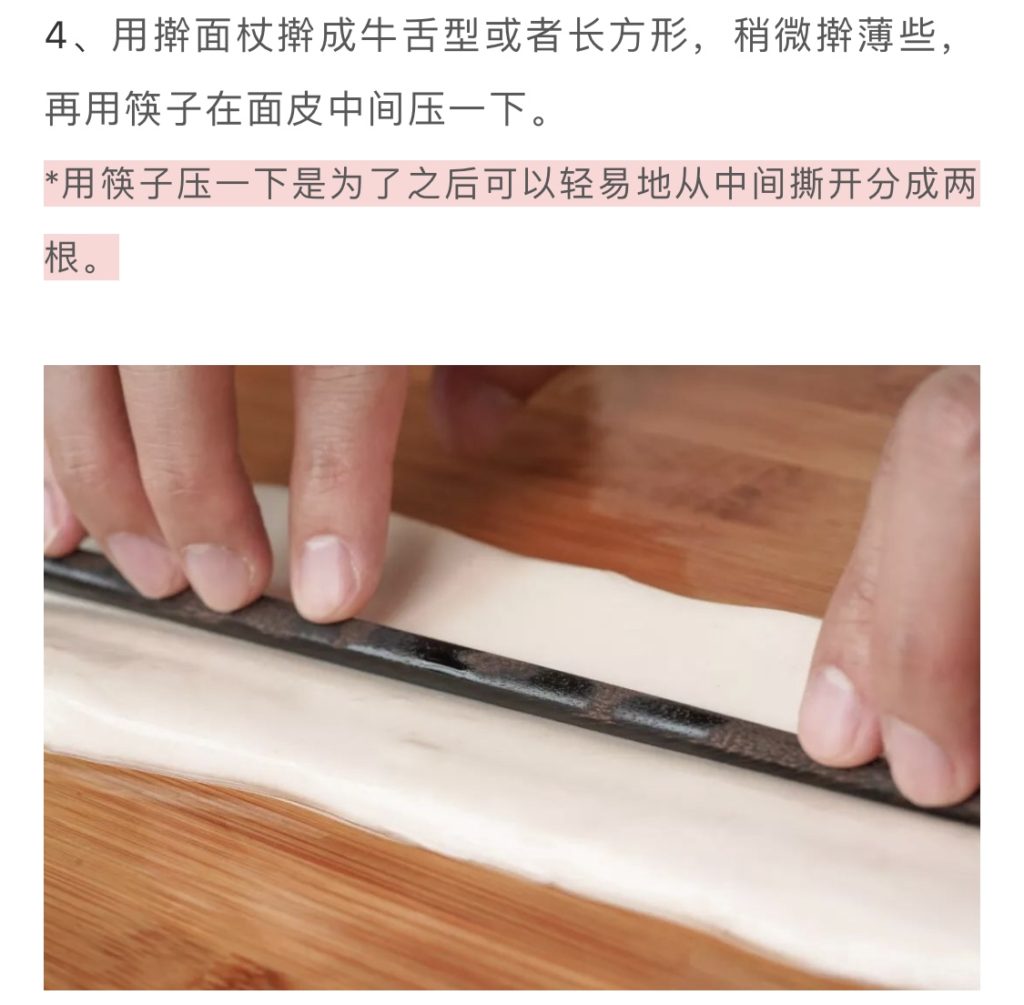 4、用擀面杖擀成牛舌型或者长方形，稍微擀薄些，
再用筷子在面皮中间压一下。
*用筷子压一下是为了之后可以轻易地从中间撕开分成两
根。